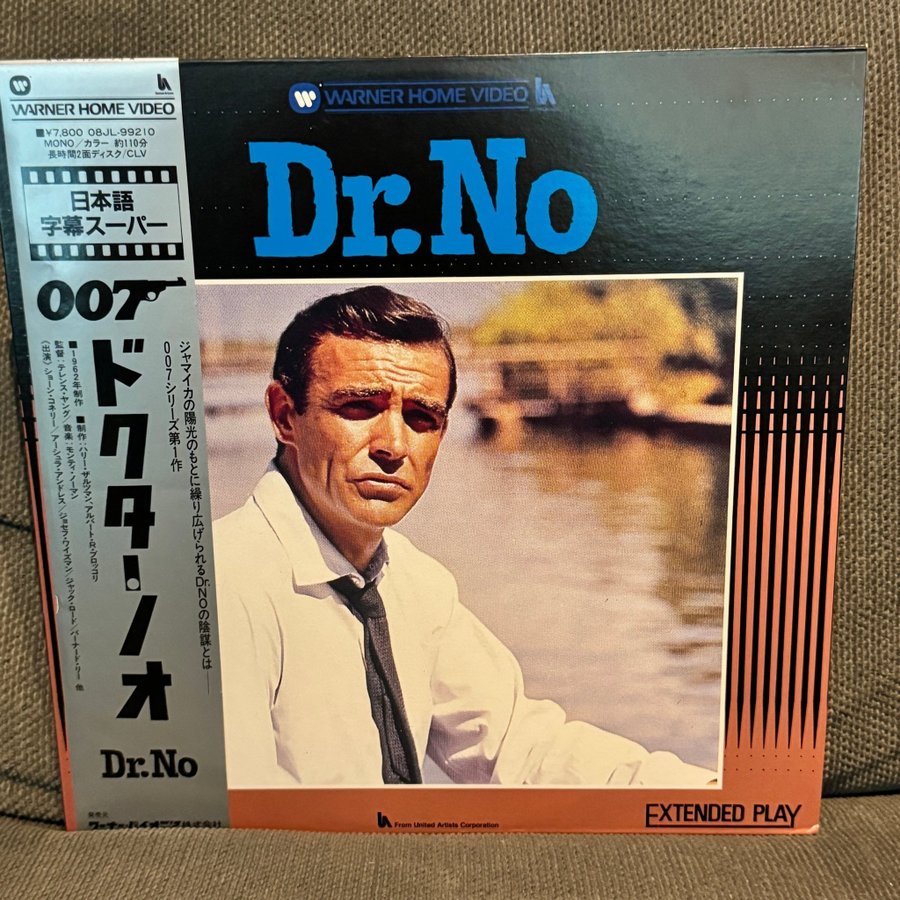 WARNER HOME VIDEO
¥7,800 08JL-99210
MONO/カラー 約110分
長時間2面ディスク/CLV
日本語
字幕スーパー
007
ドクター・ノオ
Dr.No
ジャマイカの陽光のもとに繰り広げられるDr.NOの陰謀とは——
007シリーズ第1作
■1962年制作 ■制作:ハリー・ザルツマン、アルバート・R・ブロッコリ
監督:テレンス・ヤング/音楽:モンティ・ノーマン
〈出演〉ショーン・コネリー/アーシュラ・アンドレス/ジョセフ・ワイズマン/ジャック・ロード/バーナード・リー 他
発売元
WARNER HOME VIDEO
Dr.No
From United Artists Corporation
EXTENDED PLAY